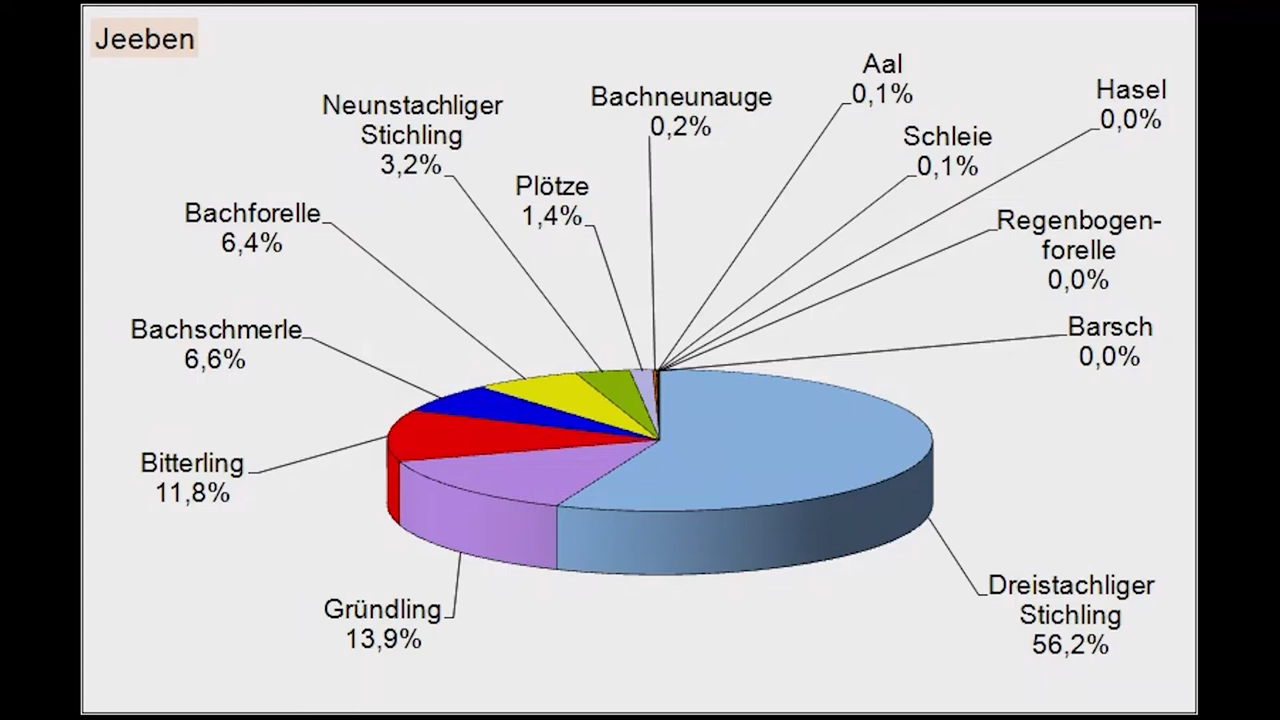 Jeeben
Aal
0,1%
Hasel
0,0%
Bachneunauge
0,2%
Neunstachliger
Stichling
3,2%
Schleie
0,1%
Plötze
1,4%
Bachforelle
6,4%
Regenbogen-
forelle
0,0%
Bachschmerle
6,6%
Barsch
0,0%
Bitterling
11,8%
Gründling
13,9%
Dreistachliger
Stichling
56,2%